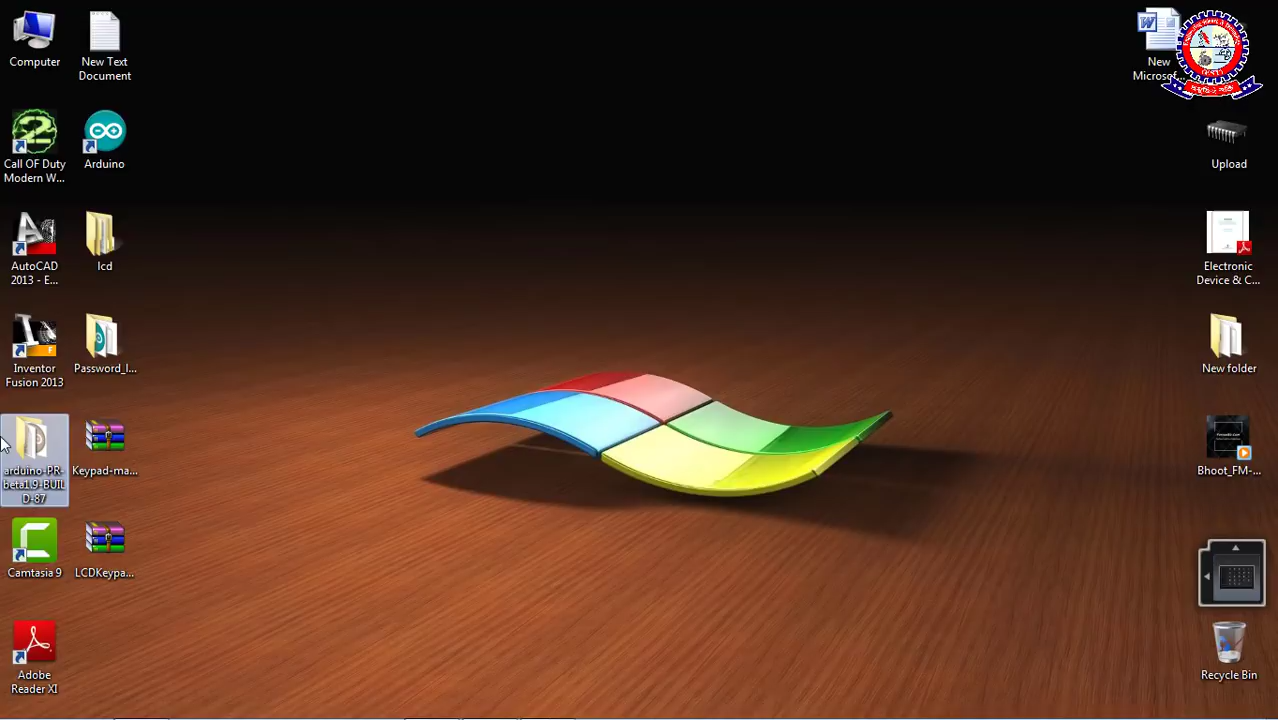 Computer
New Text
Document
Call OF Duty
Modern W...
Arduino
AutoCAD
2013 - E...
lcd
Inventor
Fusion 2013
Password_l...
arduino-PR-
beta1.9-BUIL
D-87
Keypad-ma...
Camtasia 9
LCDKeypa...
Adobe
Reader XI
New
Microsof...
Upload
Electronic
Device & C...
New folder
Bhoot_FM-...
Recycle Bin